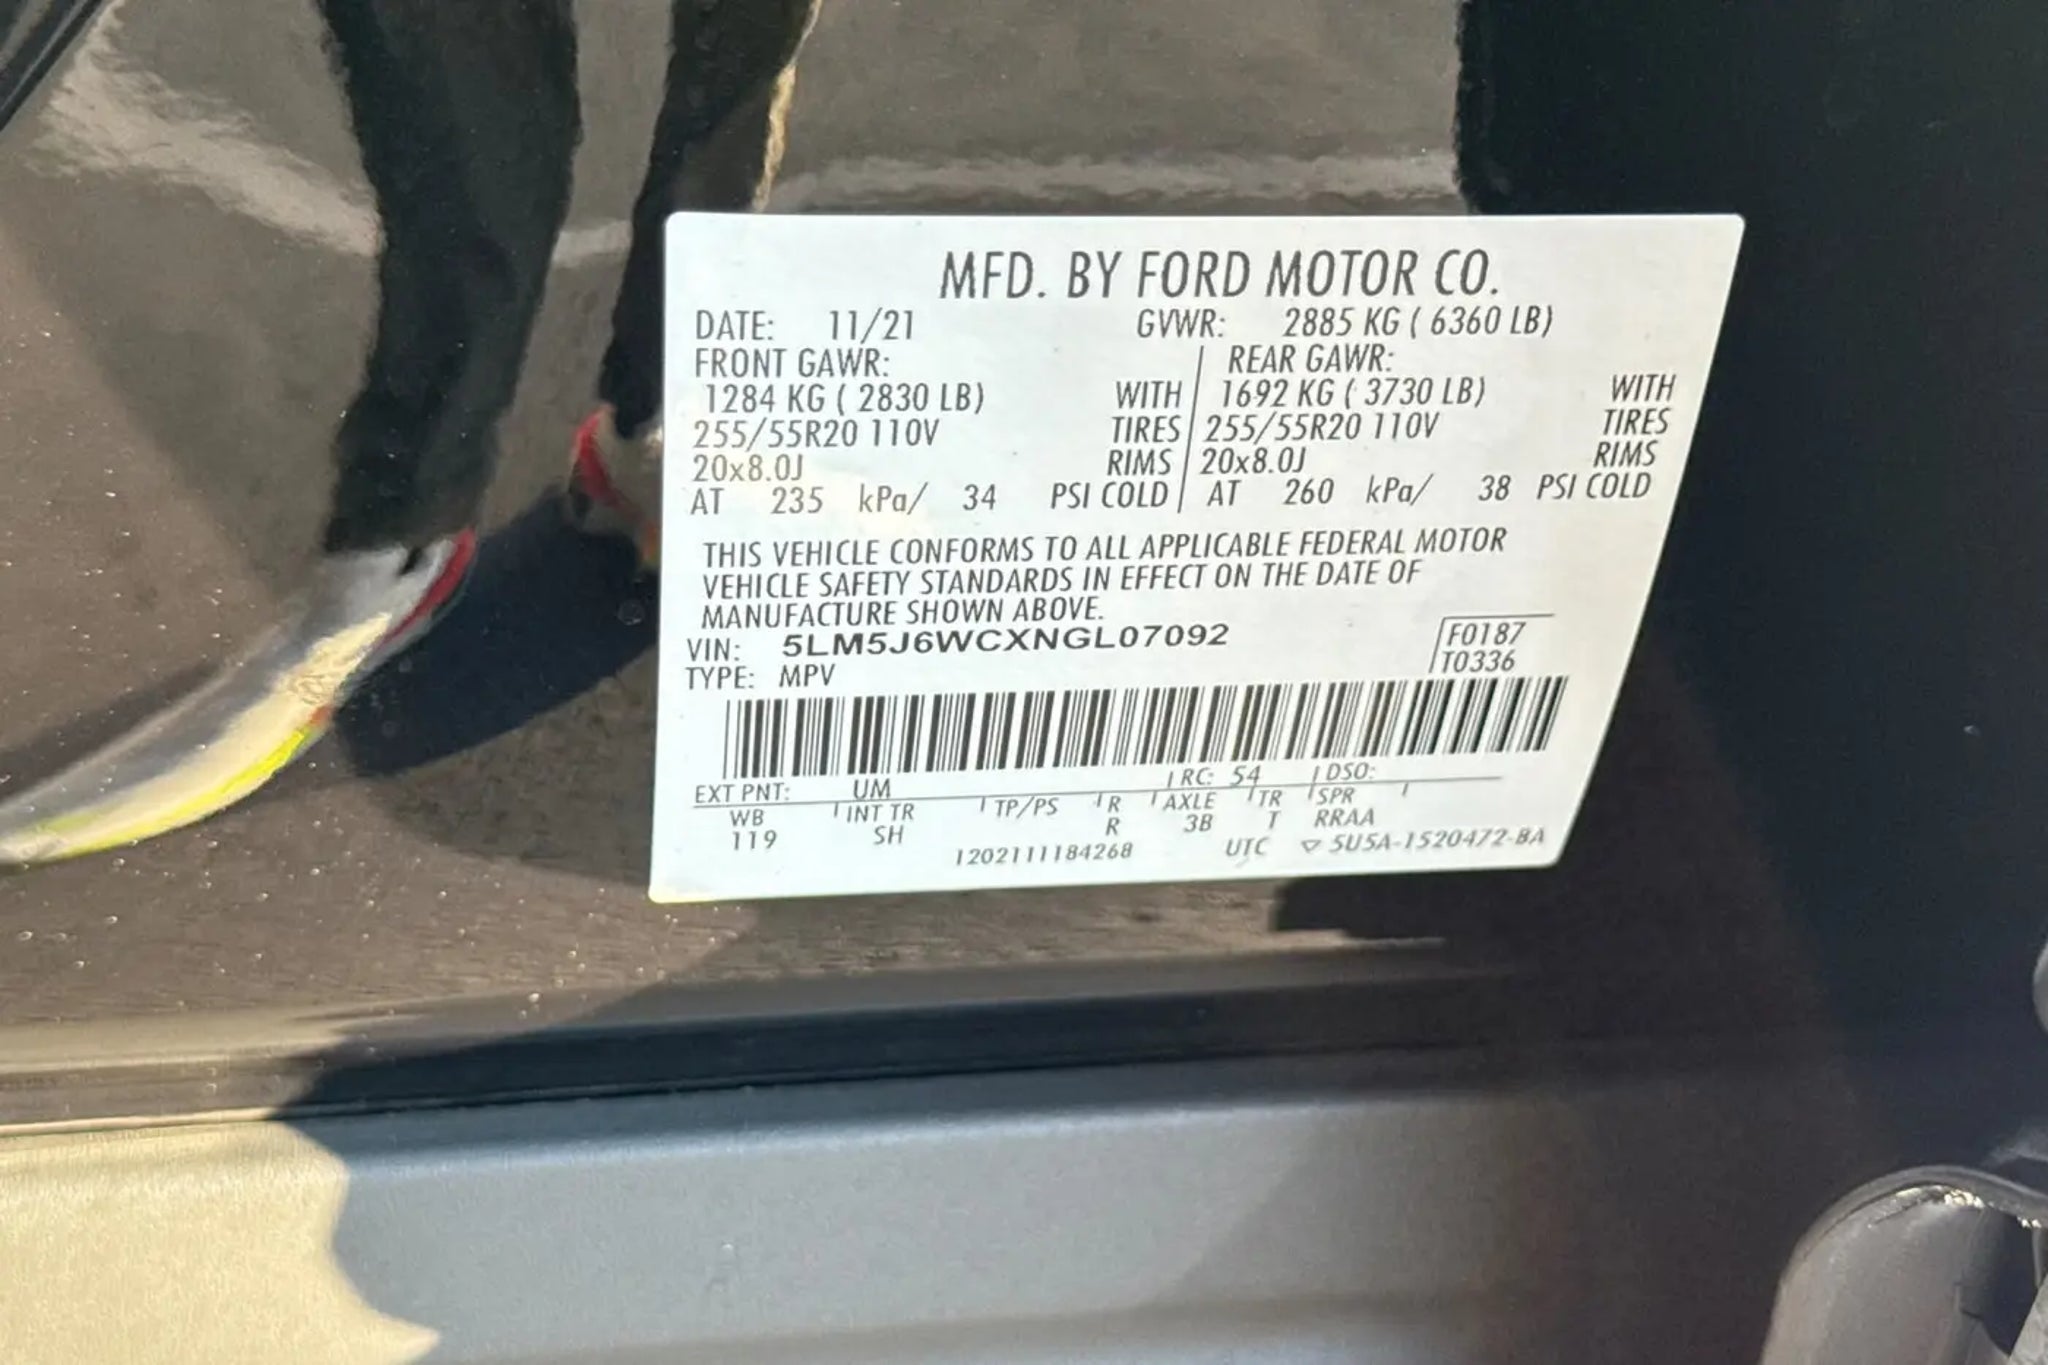 MFD. BY FORD MOTOR CO.
DATE: 11/21 GVWR: 2885 KG ( 6360 LB)
FRONT GAWR: REAR GAWR:
1284 KG ( 2830 LB) WITH 1692 KG ( 3730 LB) WITH
255/55R20 110V TIRES 255/55R20 110V TIRES
20x8.0J RIMS 20x8.0J RIMS
AT 235 kPa/ 34 PSI COLD AT 260 kPa/ 38 PSI COLD
THIS VEHICLE CONFORMS TO ALL APPLICABLE FEDERAL MOTOR
VEHICLE SAFETY STANDARDS IN EFFECT ON THE DATE OF
MANUFACTURE SHOWN ABOVE.
VIN: 5LM5J6WCXNGL07092 F0187
TYPE: MPV T0336
EXT PNT: UM RC: 54 DSO:
WB INT TR TP/PS R AXLE TR SPR
119 SH R 3B T RRAA
1202111184268 UTC ▽ 5U5A-1520472-BA